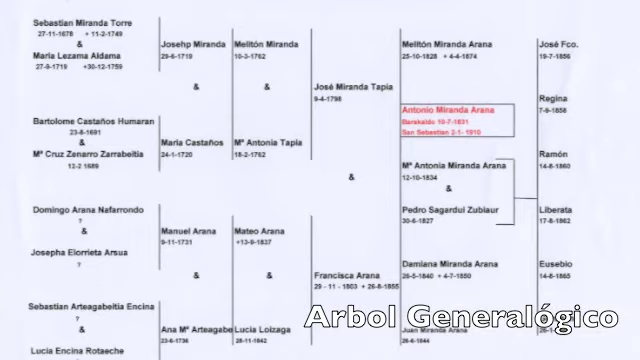 Sebastian Miranda Torre
27-11-1678 + 11-2-1749
&
Maria Lezama Aldama
27-9-1719 +30-12-1759
Bartolome Castaños Humaran
23-8-1691
&
Mª Cruz Zenarro Zarrabeitia
12-2 1689
Domingo Arana Nafarrondo
?
&
Josepha Elorrieta Arsua
?
Sebastian Arteagabeitia Encina
?
&
Lucia Encina Rotaeche
Josehp Miranda
29-6-1719
&
Maria Castaños
24-1-1720
Manuel Arana
9-11-1731
&
Ana Mª Arteagabe
23-6-1736
Melitón Miranda
10-3-1762
&
Mª Antonia Tapia
18-2-1762
Mateo Arana
+13-9-1837
&
Lucia Loizaga
28-11-1842
José Miranda Tapia
9-4-1798
&
Francisca Arana
29 - 11 - 1803 + 26-8-1855
Melitón Miranda Arana
25-10-1828 + 4-4-1874
Antonio Miranda Arana
Barakaldo 10-7-1831
San Sebastian 2-1- 1910
Mª Antonia Miranda Arana
12-10-1834
&
Pedro Sagardui Zubiaur
30-6-1827
Damiana Miranda Arana
26-5-1840 + 4-7-1850
Juan Miranda Arana
26-6-1844
José Fco.
19-7-1856
Regina
7-9-1858
Ramón
14-8-1860
Liberata
17-8-1862
Eusebio
14-8-1865
Arbol Generalógico